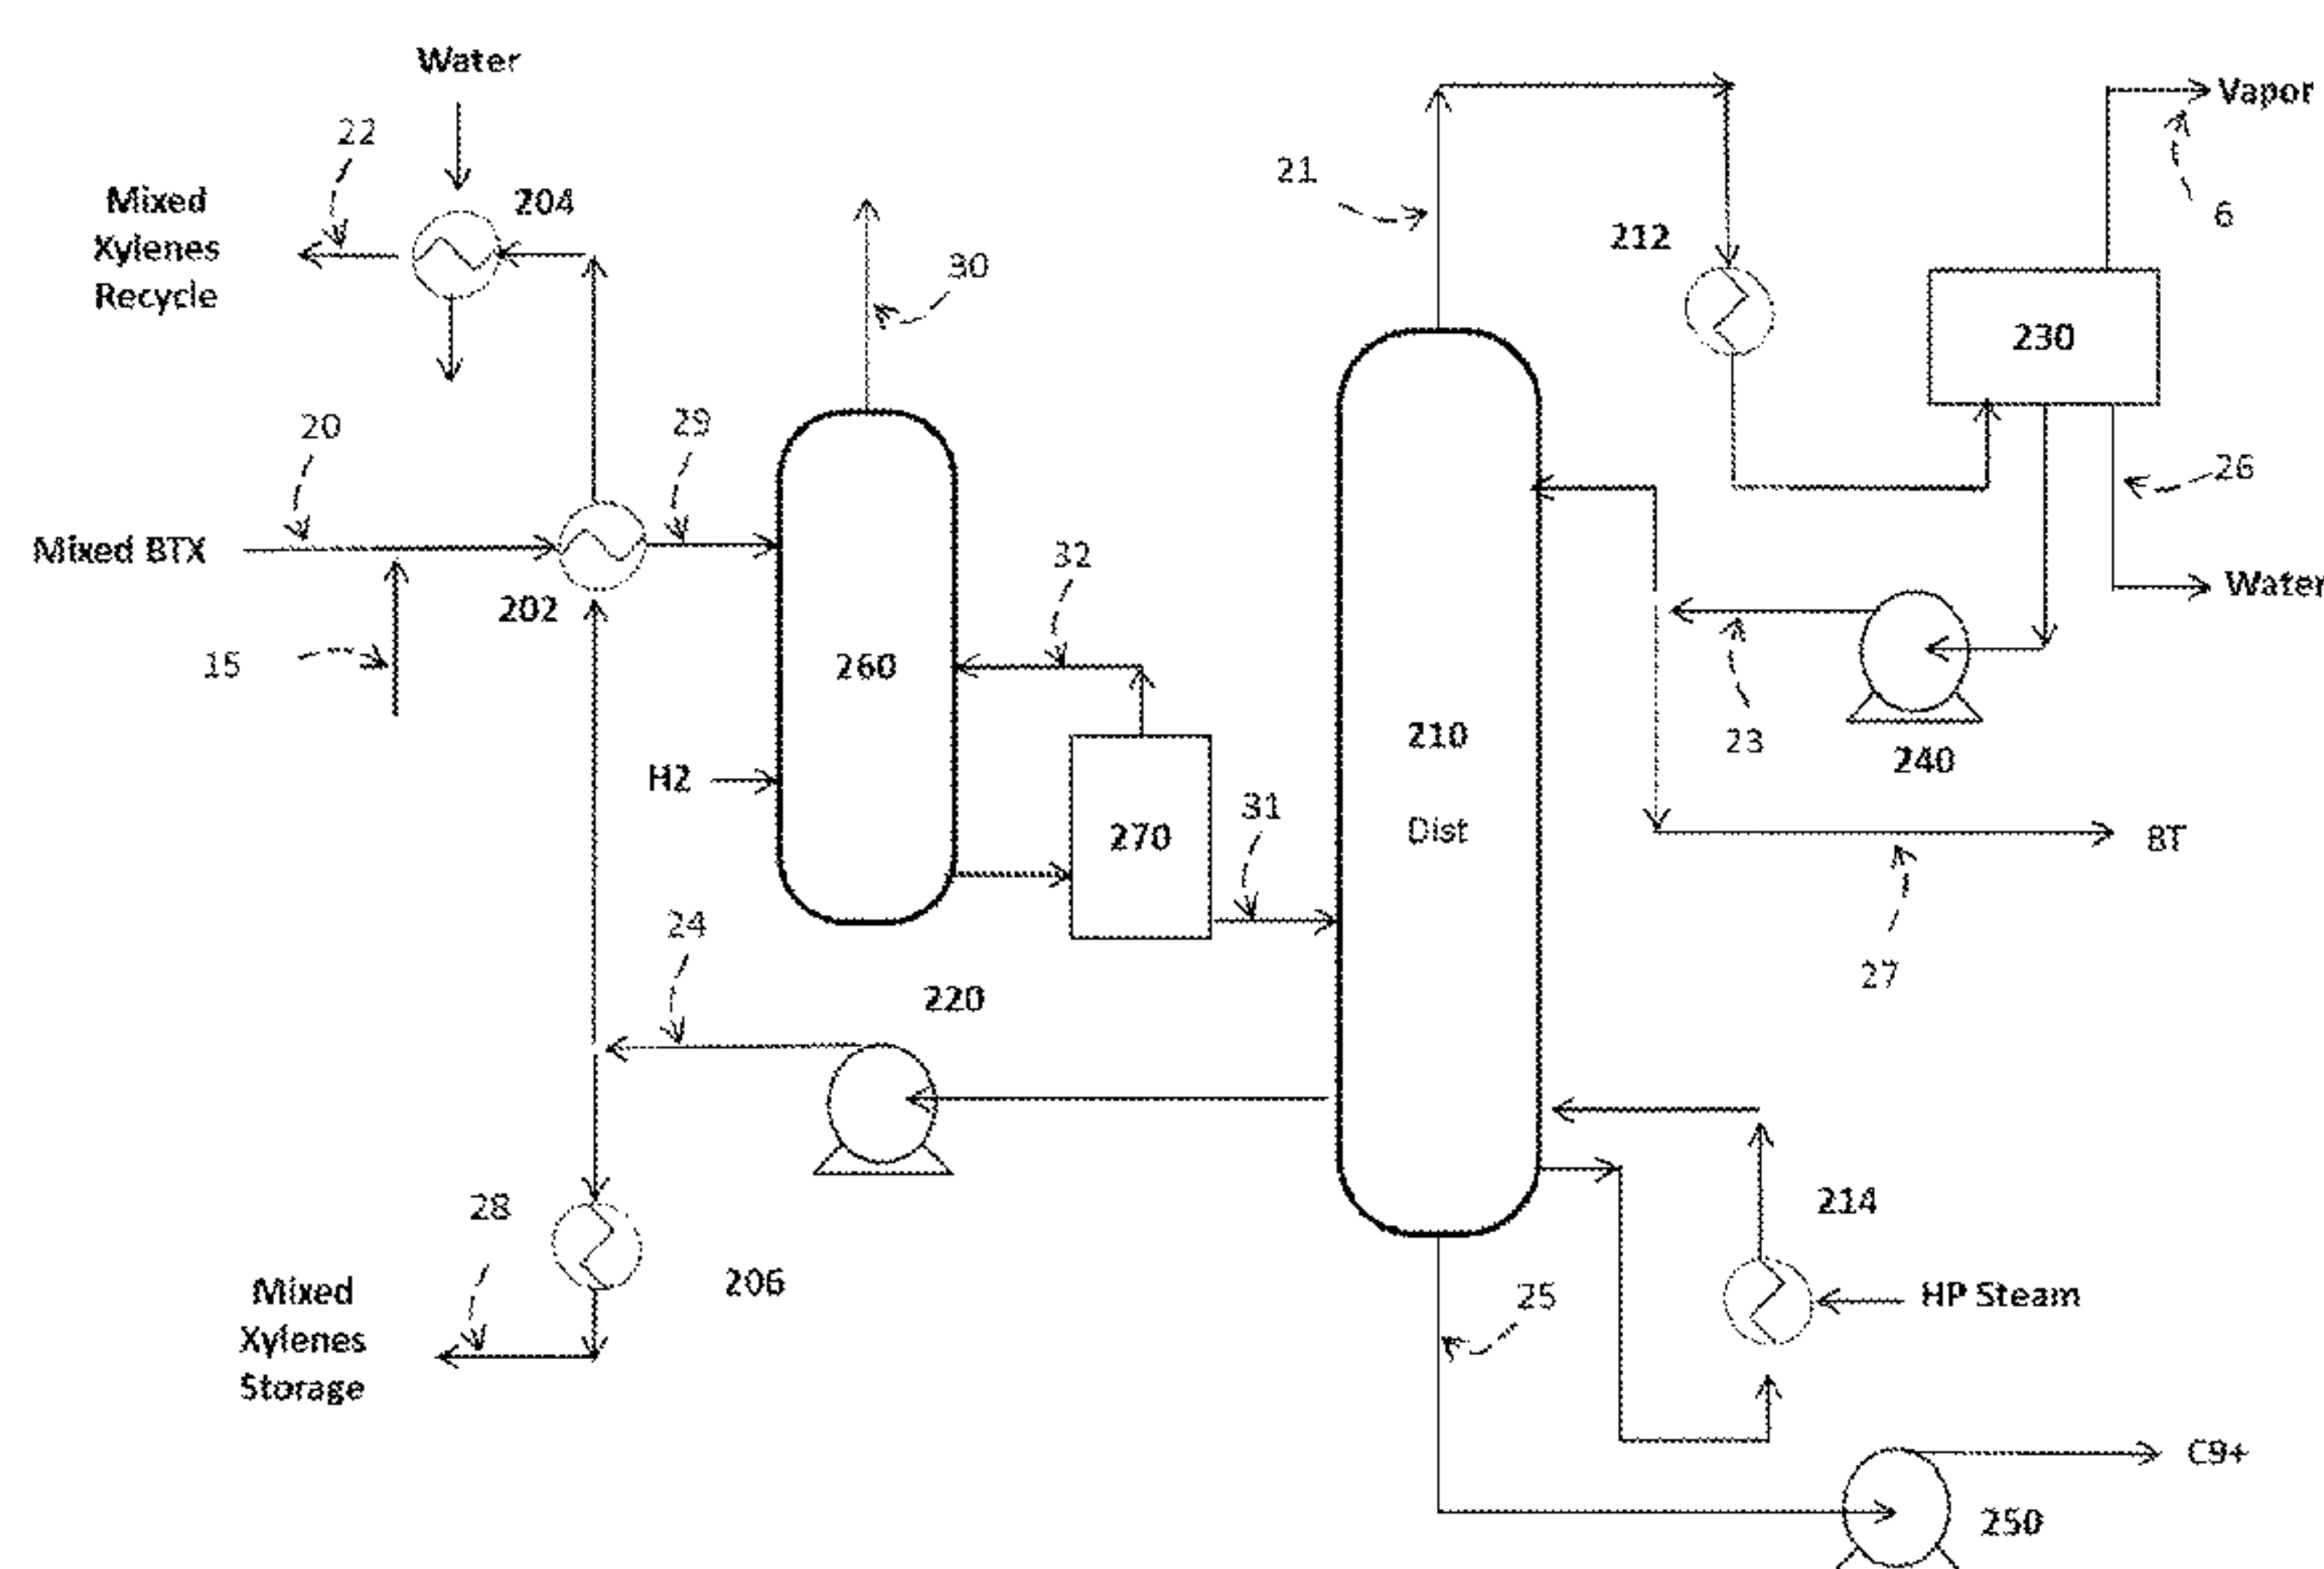 Water
22
Mixed
Xylenes
Recycle
204
20
Mixed BTX
15
202
29
30
260
H2
32
270
31
24
220
28
Mixed
Xylenes
Storage
206
21
212
Vapor
6
230
26
Water
23
240
210
Dist
BT
27
214
HP Steam
25
C9+
250